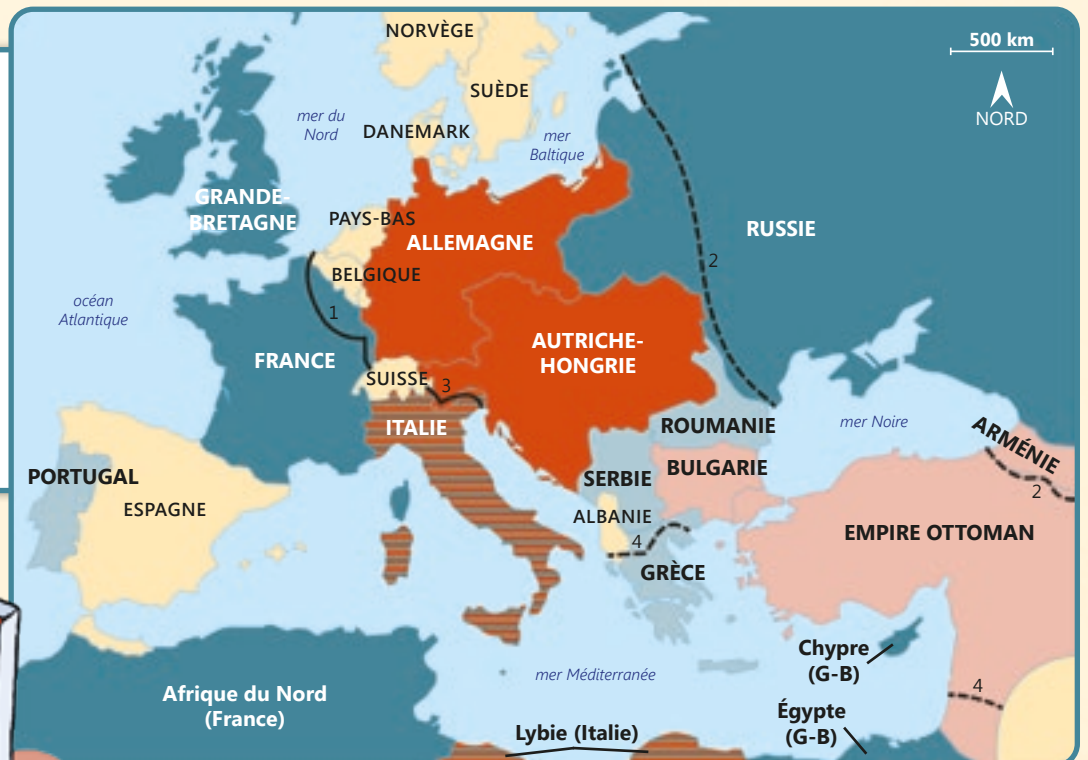 NORVÈGE
500 km
SUÈDE
NORD
mer du
Nord
DANEMARK
mer
Baltique
GRANDE-
BRETAGNE
PAYS-BAS
ALLEMAGNE
RUSSIE
BELGIQUE
2
océan
Atlantique
1
FRANCE
AUTRICHE-
HONGRIE
SUISSE
3
ITALIE
ROUMANIE
mer Noire
ARMÉNIE
PORTUGAL
SERBIE
BULGARIE
2
ESPAGNE
ALBANIE
EMPIRE OTTOMAN
4
GRÈCE
Chypre
(G-B)
mer Méditerranée
4
Afrique du Nord
(France)
Égypte
(G-B)
Lybie (Italie)